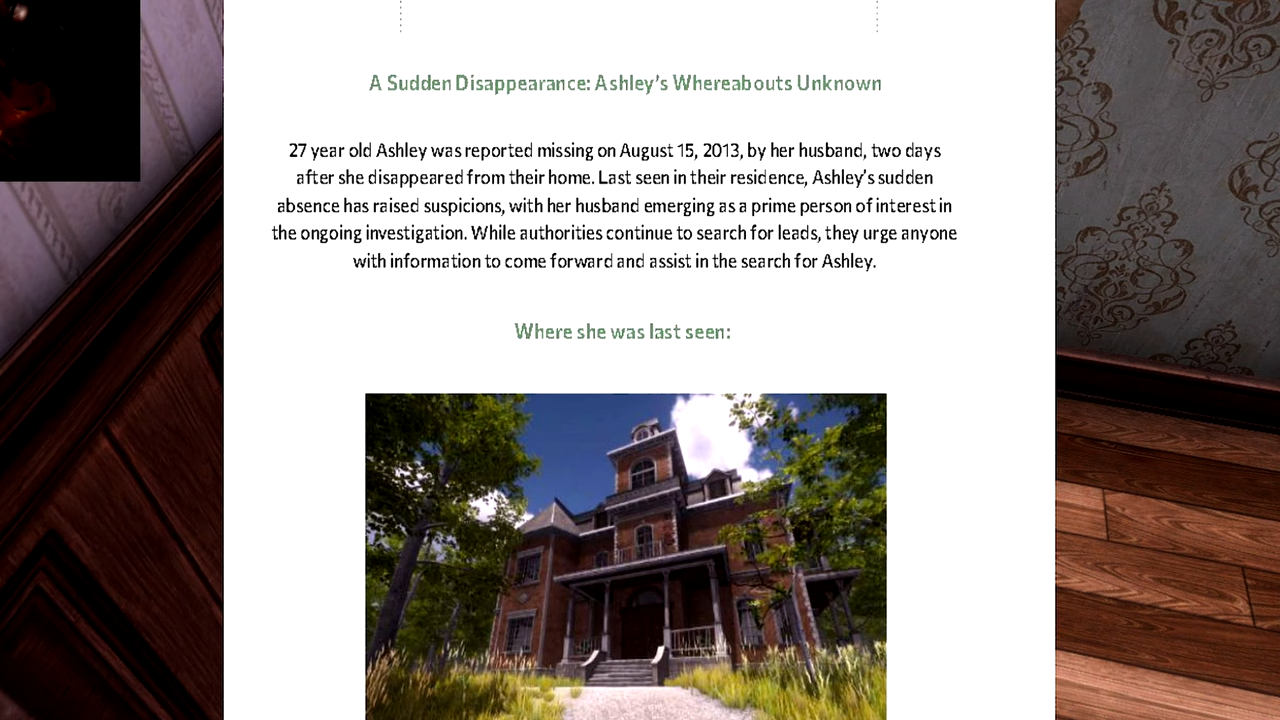 A Sudden Disappearance: Ashley's Whereabouts Unknown
27 year old Ashley was reported missing on August 15, 2013, by her husband, two days
after she disappeared from their home. Last seen in their residence, Ashley's sudden
absence has raised suspicions, with her husband emerging as a prime person of interest in
the ongoing investigation. While authorities continue to search for leads, they urge anyone
with information to come forward and assist in the search for Ashley.
Where she was last seen: